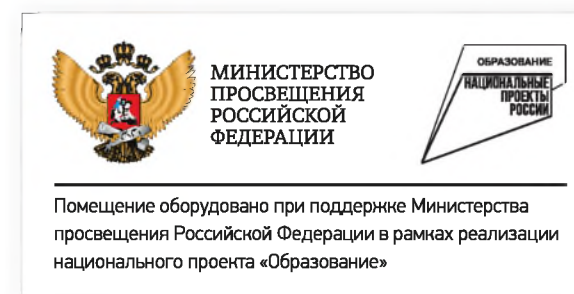 МИНИСТЕРСТВО
ПРОСВЕЩЕНИЯ
РОССИЙСКОЙ
ФЕДЕРАЦИИ
ОБРАЗОВАНИЕ
НАЦИОНАЛЬНЫЕ
ПРОЕКТЫ
РОССИИ
Помещение оборудовано при поддержке Министерства
просвещения Российской Федерации в рамках реализации
национального проекта «Образование»